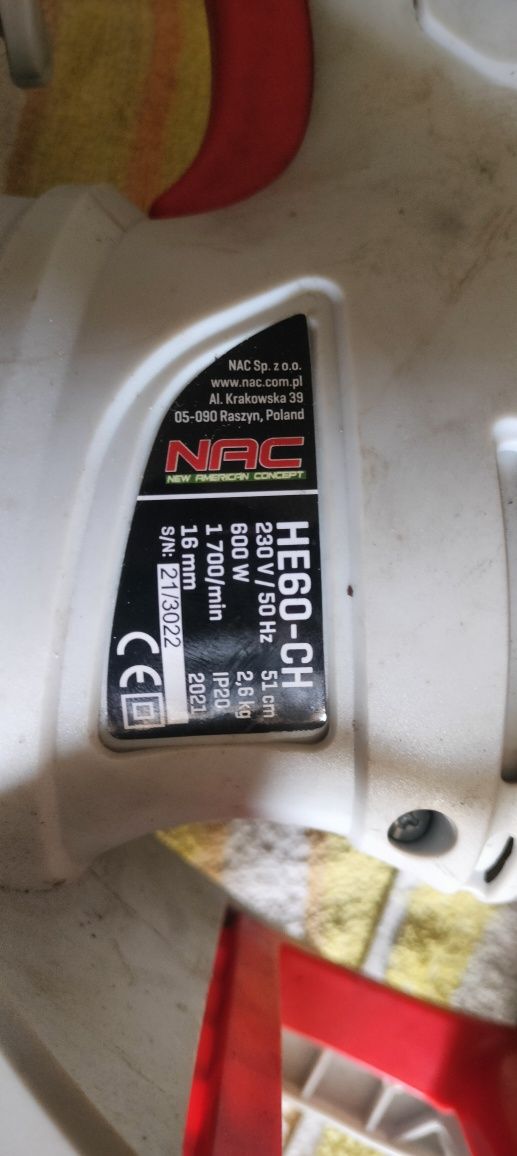 NAC Sp. z o.o.
www.nac.com.pl
Al. Krakowska 39
05-090 Raszyn, Poland
NAC
NEW AMERICAN CONCEPT
HE60-CH
230 V / 50 Hz 51 cm
600 W 2,6 kg
1 700/min IP20
16 mm 2021
S/N: 21/3022
CE